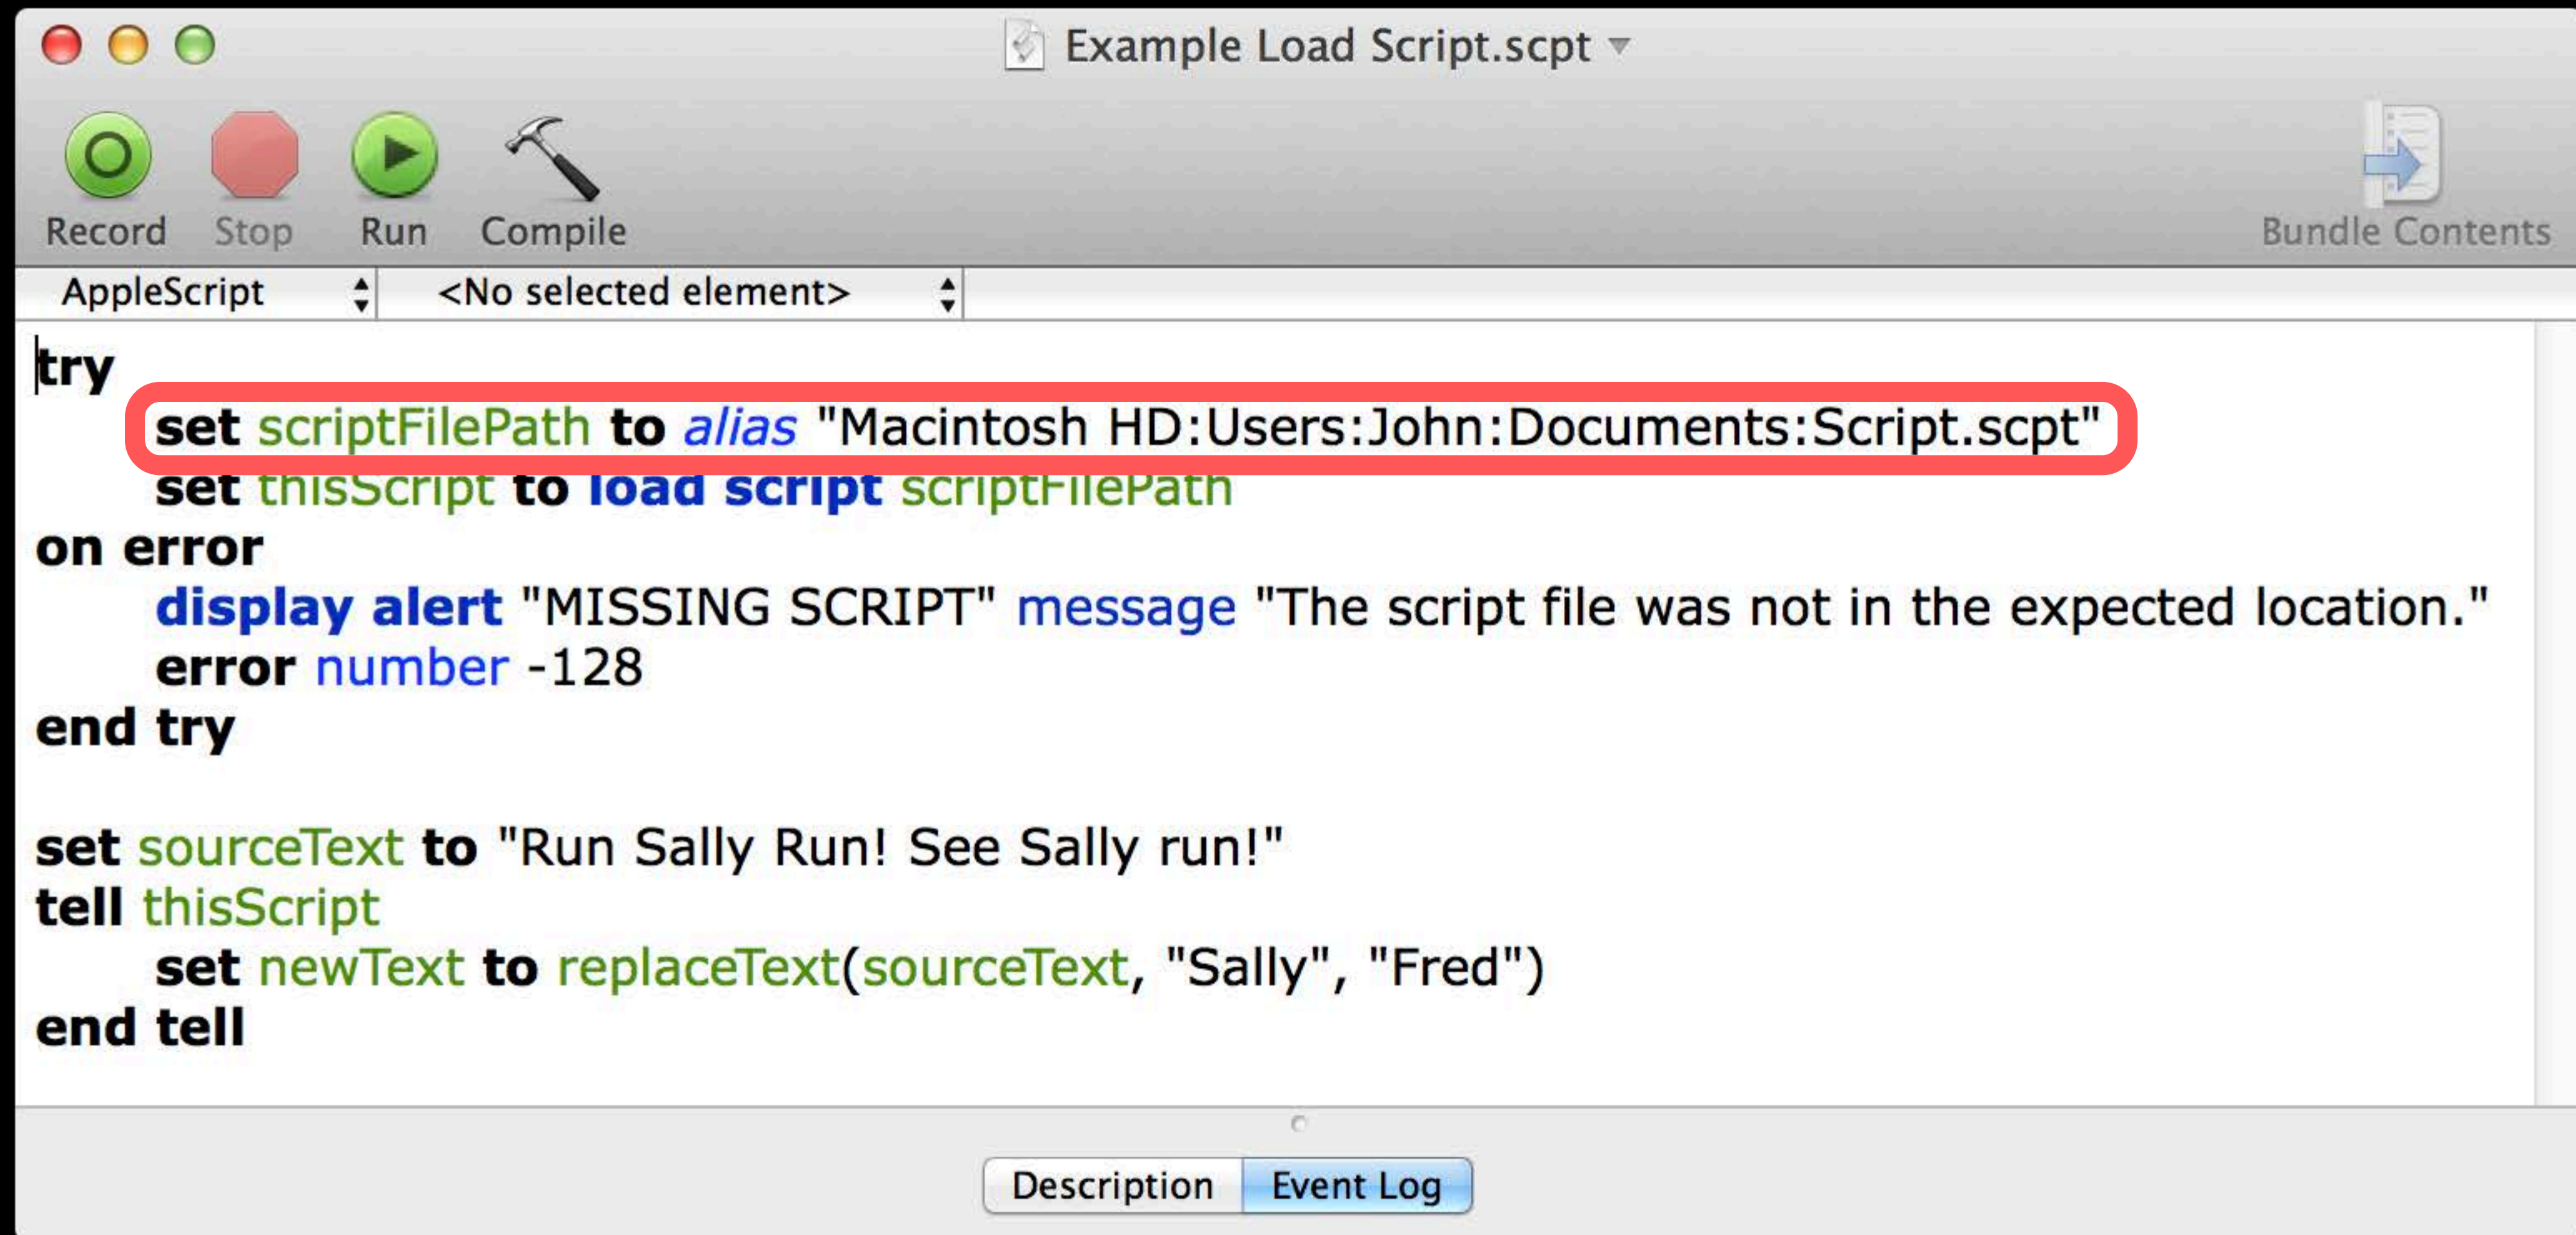 Example Load Script.scpt
Record Stop Run Compile Bundle Contents
AppleScript <No selected element>
try
set scriptFilePath to alias "Macintosh HD:Users:John:Documents:Script.scpt"
set thisScript to load script scriptFilePath
on error
display alert "MISSING SCRIPT" message "The script file was not in the expected location."
error number -128
end try
set sourceText to "Run Sally Run! See Sally run!"
tell thisScript
set newText to replaceText(sourceText, "Sally", "Fred")
end tell
Description Event Log